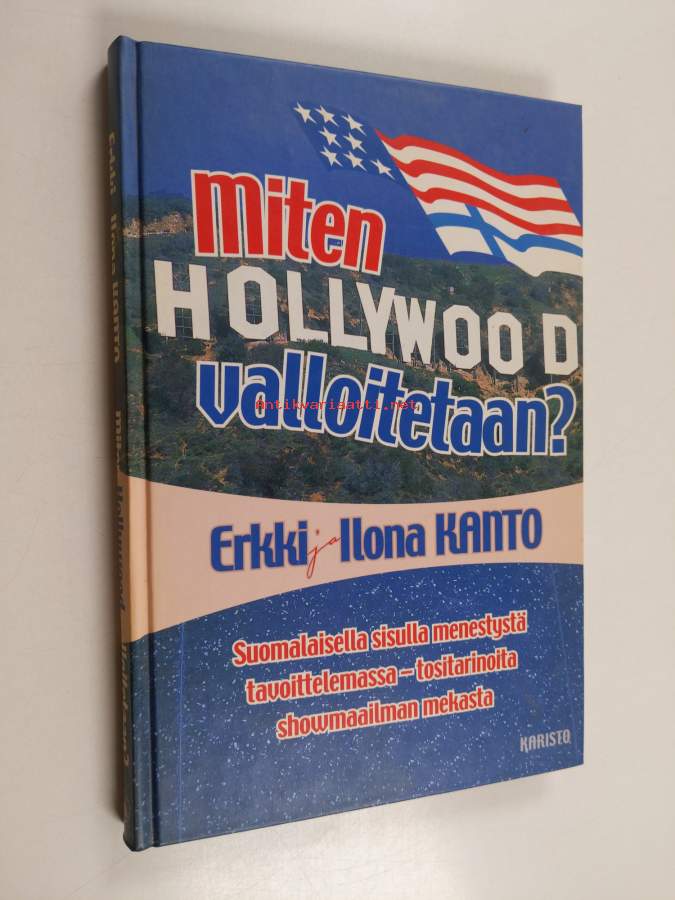 Miten
HOLLYWOOD
valloitetaan?
Antikvariaatti.net
Erkki ja Ilona KANTO
Suomalaisella sisulla menestystä
tavoittelemassa – tositarinoita
showmaailman mekasta
KARISTO
Erkki ja Ilona KANTO Miten Hollywood valloitetaan?